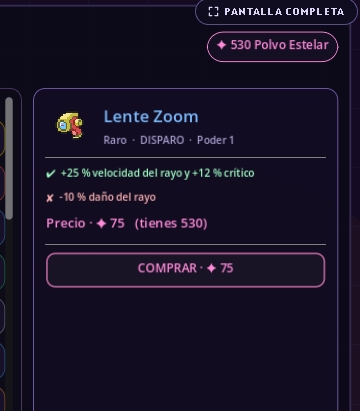 PANTALLA COMPLETA
✦ 530 Polvo Estelar
Lente Zoom
Raro · DISPARO · Poder 1
✔ +25 % velocidad del rayo y +12 % crítico
✘ -10 % daño del rayo
Precio · ✦ 75 (tienes 530)
COMPRAR · ✦ 75